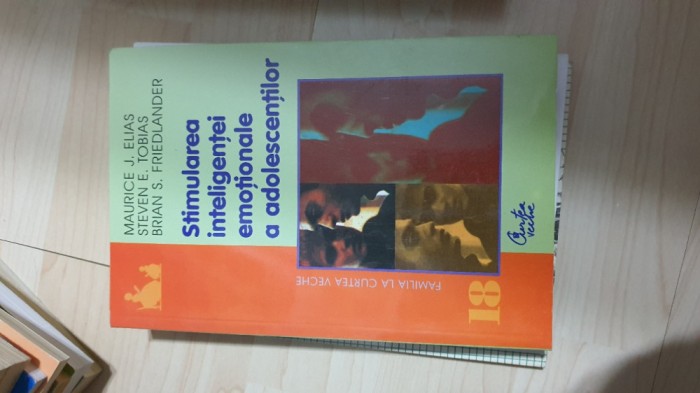 MAURICE J. ELIAS
STEVEN E. TOBIAS
BRIAN S. FRIEDLANDER
Stimularea
inteligenței
emoționale
a adolescenților
FAMILIA LA CURTEA VECHE
18
Curtea
veche